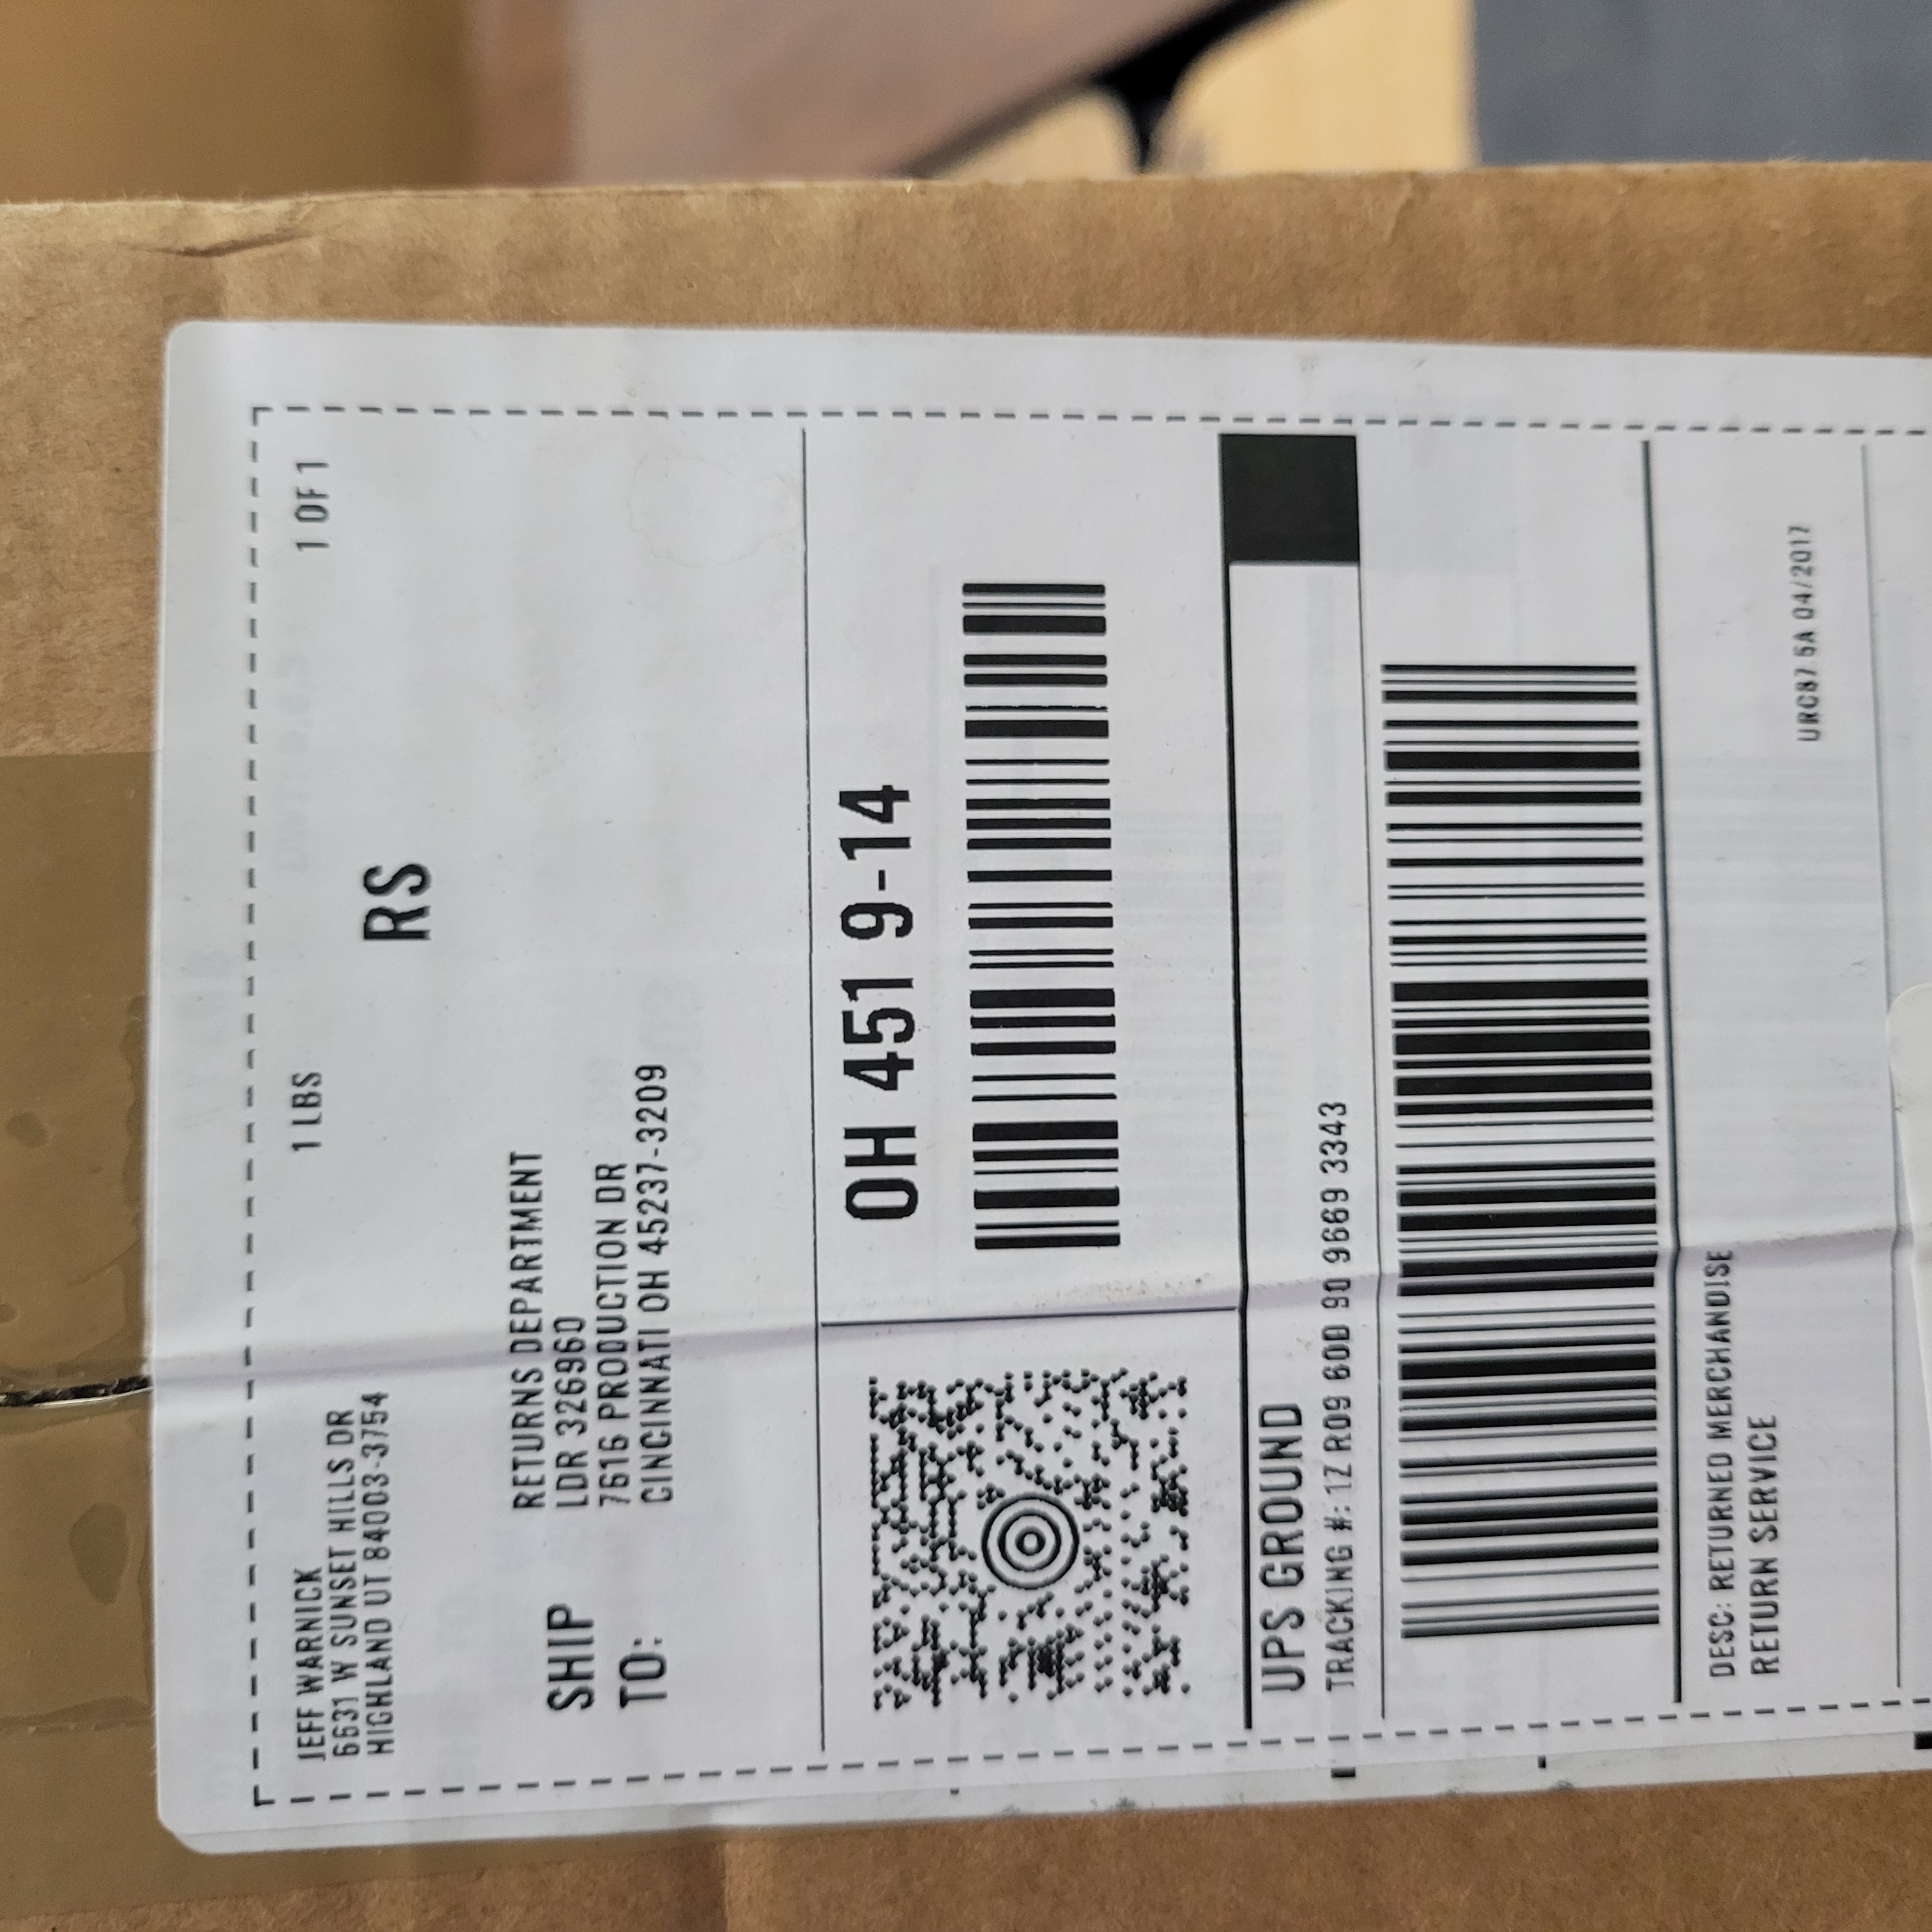 JEFF WARNICK
6631 W SUNSET HILLS DR
HIGHLAND UT 84003-3754
1 LBS
1 OF 1
RS
SHIP
TO:
RETURNS DEPARTMENT
LDR 326960
7616 PRODUCTION DR
CINCINNATI OH 45237-3209
OH 451 9-14
UPS GROUND
TRACKING #: 1Z R09 60D 90 9669 3343
DESC: RETURNED MERCHANDISE
RETURN SERVICE
URC87.5A 04/2017